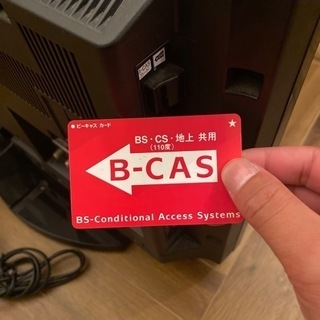 ● ビーキャス カード
★
BS・CS・地上 共用
(110度)
B-CAS
BS-Conditional Access Systems